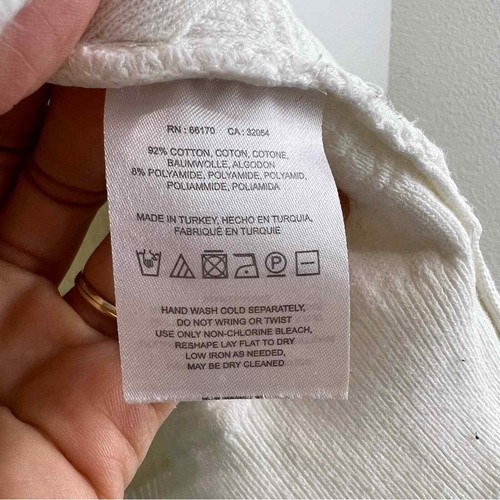 RN : 66170 CA : 32054
92% COTTON, COTON, COTONE,
BAUMWOLLE, ALGODON
8% POLYAMIDE, POLYAMIDE, POLYAMID,
POLIAMMIDE, POLIAMIDA
MADE IN TURKEY, HECHO EN TURQUIA,
FABRIQUÉ EN TURQUIE
P
HAND WASH COLD SEPARATELY,
DO NOT WRING OR TWIST
USE ONLY NON-CHLORINE BLEACH,
RESHAPE LAY FLAT TO DRY
LOW IRON AS NEEDED,
MAY BE DRY CLEANED